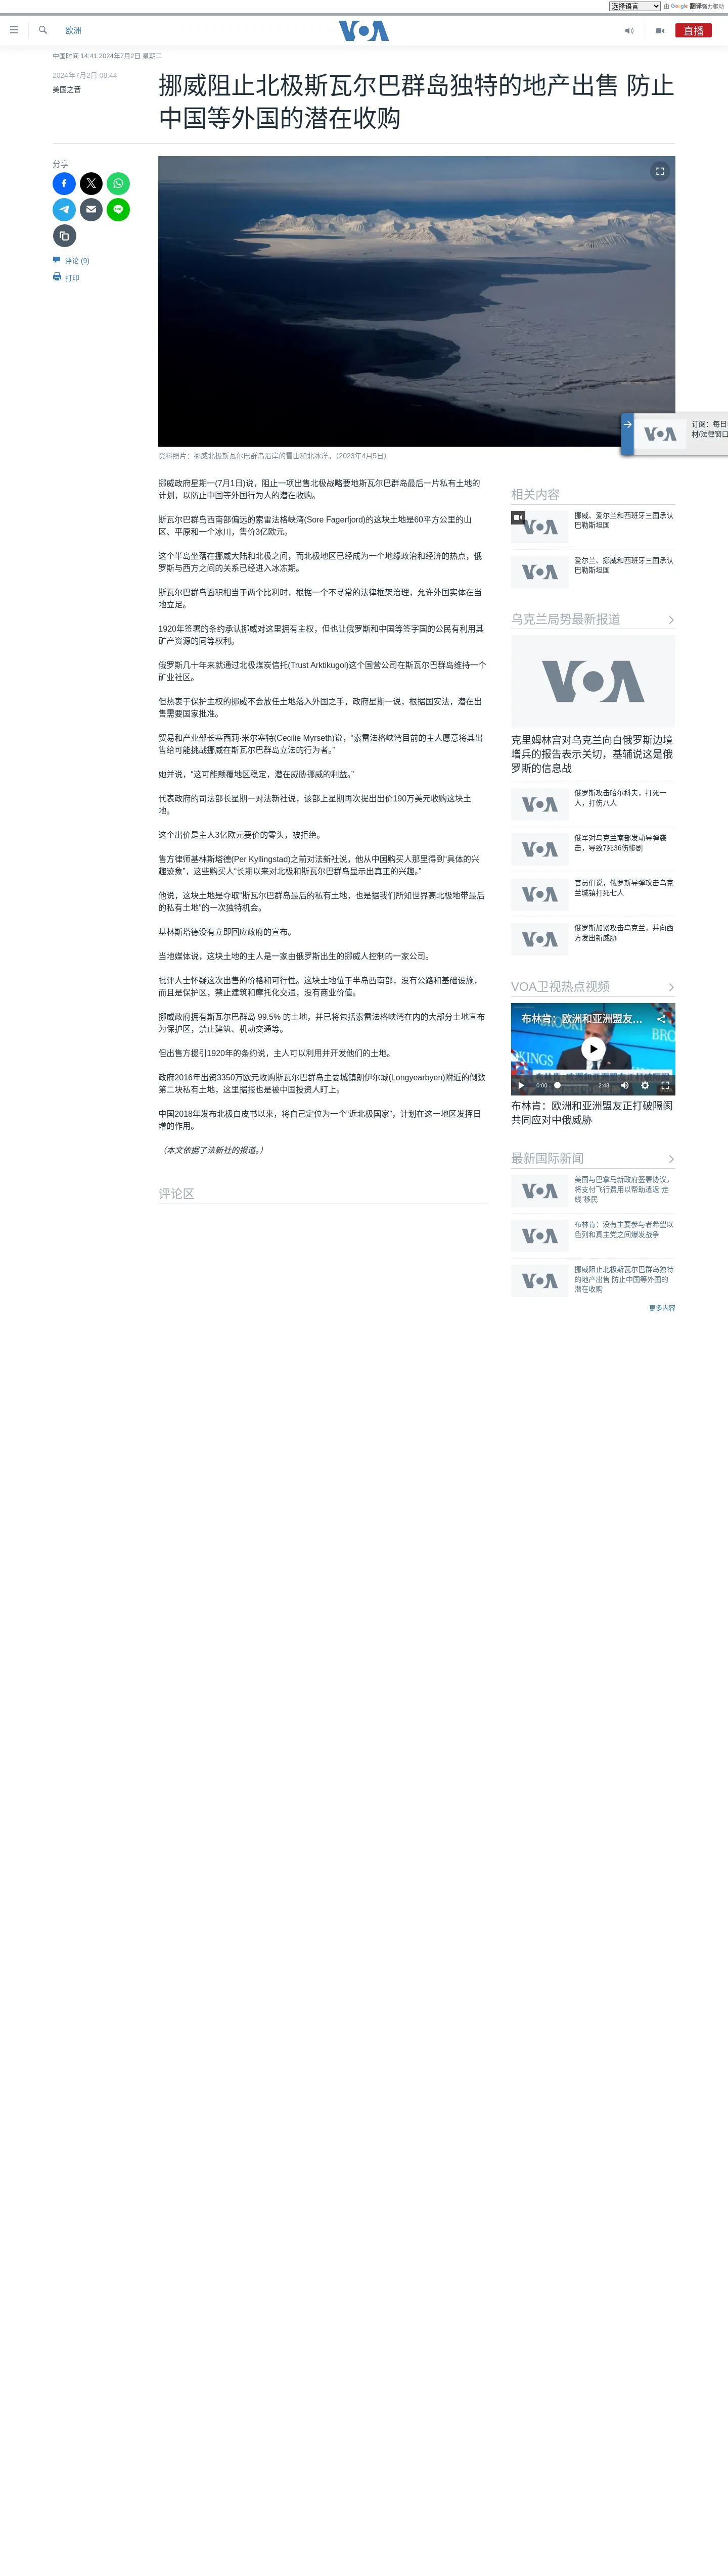 选择语言 由 Google 翻译强力驱动
欧洲
VOA
直播
中国时间 14:41 2024年7月2日 星期二
2024年7月2日 08:44
美国之音
挪威阻止北极斯瓦尔巴群岛独特的地产出售 防止
中国等外国的潜在收购
分享
评论 (9)
打印
资料照片：挪威北极斯瓦尔巴群岛沿岸的雪山和北冰洋。（2023年4月5日）
订阅：每日
材/法律窗口
VOA
挪威政府星期一(7月1日)说，阻止一项出售北极战略要地斯瓦尔巴群岛最后一片私有土地的
计划，以防止中国等外国行为人的潜在收购。
斯瓦尔巴群岛西南部偏远的索雷法格峡湾(Sore Fagerfjord)的这块土地是60平方公里的山
区、平原和一个冰川，售价3亿欧元。
这个半岛坐落在挪威大陆和北极之间，而北极地区已经成为一个地缘政治和经济的热点，俄
罗斯与西方之间的关系已经进入冰冻期。
斯瓦尔巴群岛面积相当于两个比利时，根据一个不寻常的法律框架治理，允许外国实体在当
地立足。
1920年签署的条约承认挪威对这里拥有主权，但也让俄罗斯和中国等签字国的公民有利用其
矿产资源的同等权利。
俄罗斯几十年来就通过北极煤炭信托(Trust Arktikugol)这个国营公司在斯瓦尔巴群岛维持一个
矿业社区。
但热衷于保护主权的挪威不会放任土地落入外国之手，政府星期一说，根据国安法，潜在出
售需要国家批准。
贸易和产业部长塞西莉·米尔塞特(Cecilie Myrseth)说，“索雷法格峡湾目前的主人愿意将其出
售给可能挑战挪威在斯瓦尔巴群岛立法的行为者。”
她并说，“这可能颠覆地区稳定，潜在威胁挪威的利益。”
代表政府的司法部长星期一对法新社说，该部上星期再次提出出价190万美元收购这块土
地。
这个出价是主人3亿欧元要价的零头，被拒绝。
售方律师基林斯塔德(Per Kyllingstad)之前对法新社说，他从中国购买人那里得到“具体的兴
趣迹象”，这些购买人“长期以来对北极和斯瓦尔巴群岛显示出真正的兴趣。”
他说，这块土地是夺取“斯瓦尔巴群岛最后的私有土地，也是据我们所知世界高北极地带最后
的私有土地”的一次独特机会。
基林斯塔德没有立即回应政府的宣布。
当地媒体说，这块土地的主人是一家由俄罗斯出生的挪威人控制的一家公司。
批评人士怀疑这次出售的价格和可行性。这块土地位于半岛西南部，没有公路和基础设施，
而且是保护区，禁止建筑和摩托化交通，没有商业价值。
挪威政府拥有斯瓦尔巴群岛 99.5% 的土地，并已将包括索雷法格峡湾在内的大部分土地宣布
为保护区，禁止建筑、机动交通等。
但出售方援引1920年的条约说，主人可以利用并开发他们的土地。
政府2016年出资3350万欧元收购斯瓦尔巴群岛主要城镇朗伊尔城(Longyearbyen)附近的倒数
第二块私有土地，这里据报也是被中国投资人盯上。
中国2018年发布北极白皮书以来，将自己定位为一个“近北极国家”，计划在这一地区发挥日
增的作用。
（本文依据了法新社的报道。）
评论区
相关内容
VOA
挪威、爱尔兰和西班牙三国承认
巴勒斯坦国
VOA
爱尔兰、挪威和西班牙三国承认
巴勒斯坦国
乌克兰局势最新报道
VOA
克里姆林宫对乌克兰向白俄罗斯边境
增兵的报告表示关切，基辅说这是俄
罗斯的信息战
VOA
俄罗斯攻击哈尔科夫，打死一
人，打伤八人
VOA
俄军对乌克兰南部发动导弹袭
击，导致7死36伤惨剧
VOA
官员们说，俄罗斯导弹攻击乌克
兰城镇打死七人
VOA
俄罗斯加紧攻击乌克兰，并向西
方发出新威胁
VOA卫视热点视频
布林肯：欧洲和亚洲盟友...
0:00 2:48
布林肯：欧洲和亚洲盟友正打破隔阂
共同应对中俄威胁
最新国际新闻
VOA
美国与巴拿马新政府签署协议，
将支付飞行费用以帮助遣返“走
线”移民
VOA
布林肯：没有主要参与者希望以
色列和真主党之间爆发战争
VOA
挪威阻止北极斯瓦尔巴群岛独特
的地产出售 防止中国等外国的
潜在收购
更多内容